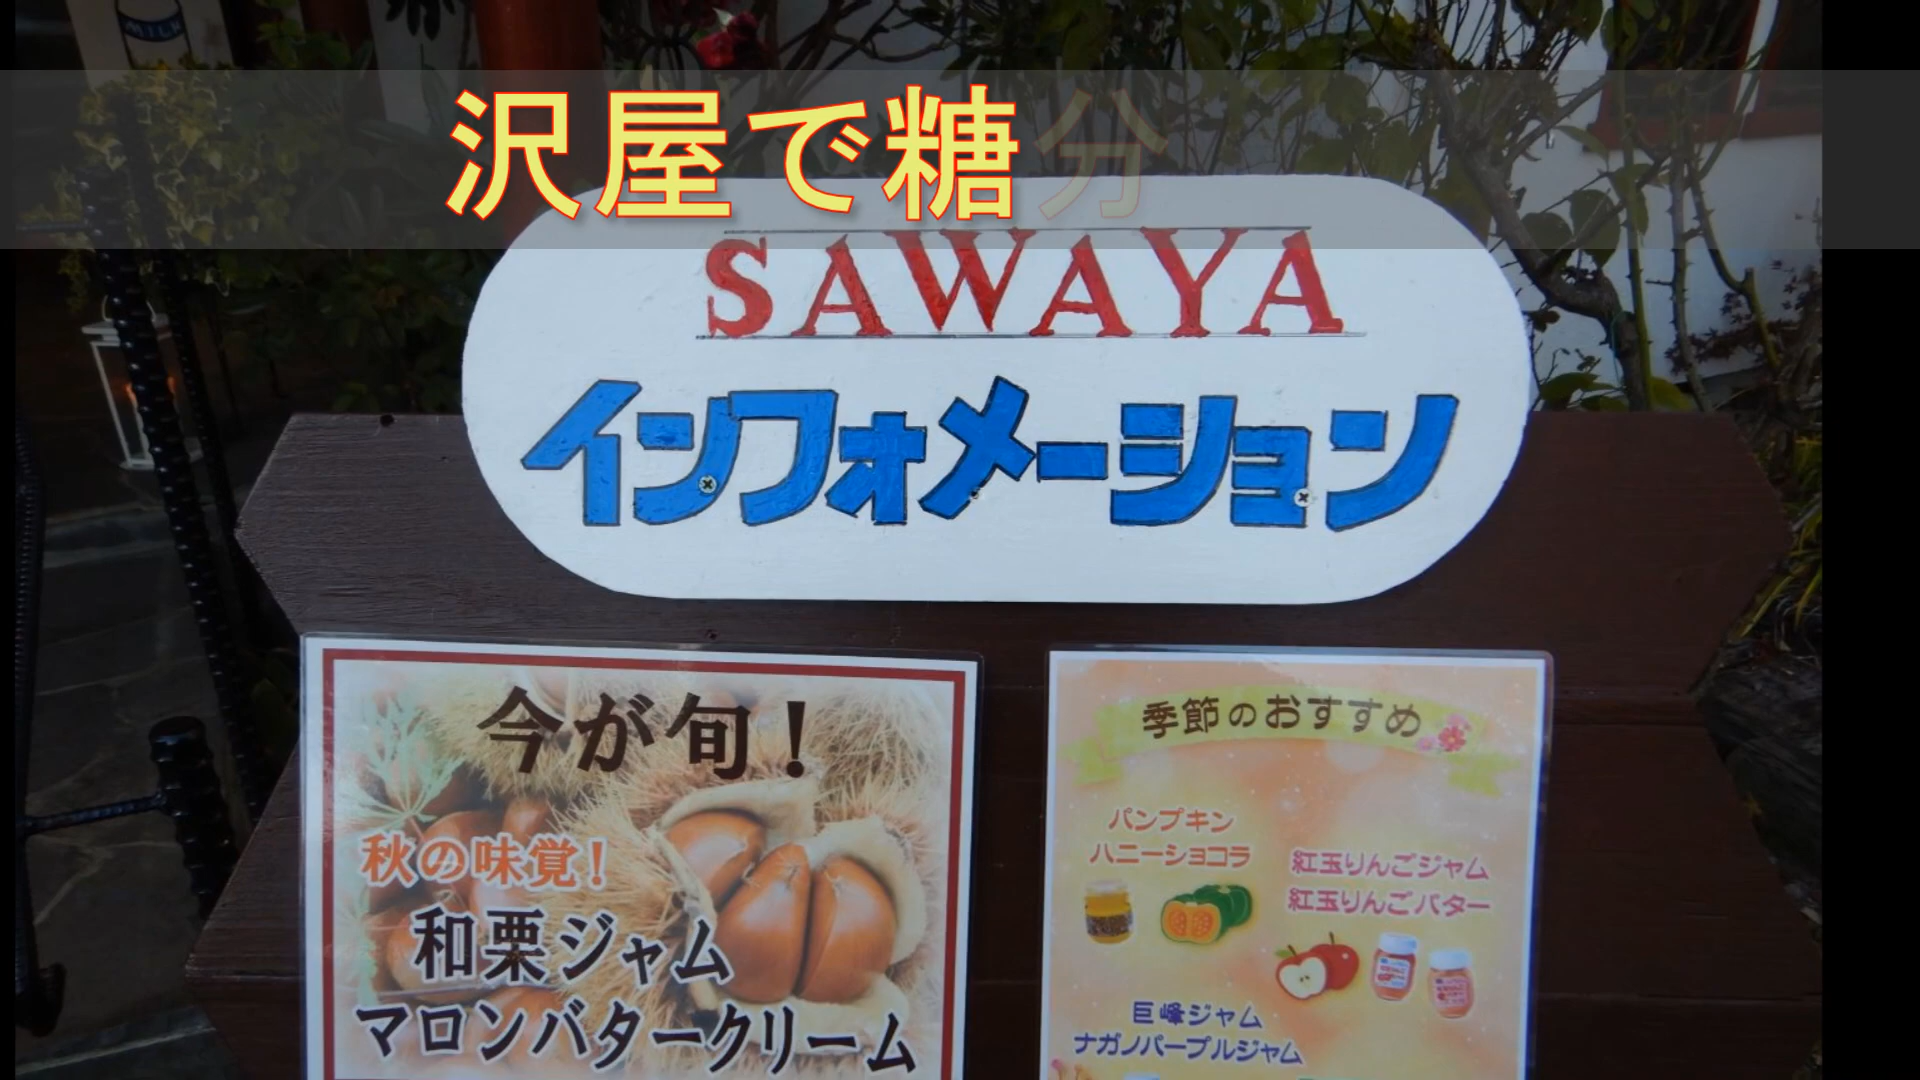 MILK
沢屋で糖分
SAWAYA
インフォメーション
今が旬！
秋の味覚！
和栗ジャム
マロンバタークリーム
季節のおすすめ
パンプキン
ハニーショコラ
紅玉りんごジャム
紅玉りんごバター
巨峰ジャム
ナガノパープルジャム